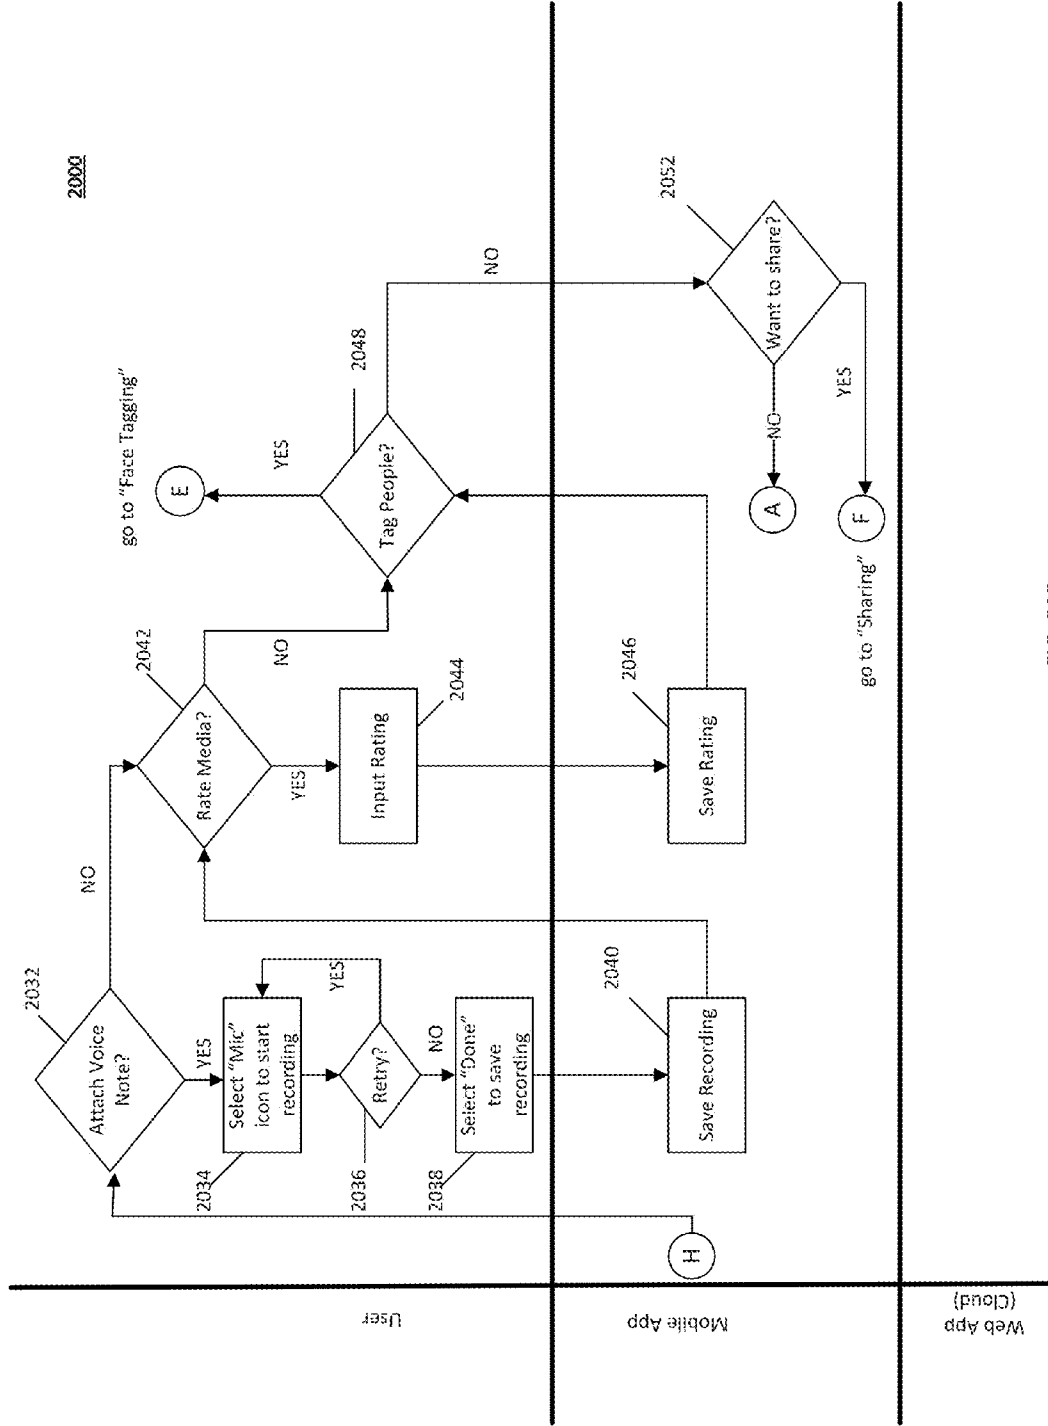 2000
Attach Voice
Note?
2032
NO
YES
Select “Mic”
icon to start
recording
2034
YES
Retry?
2036
NO
Select “Done”
to save
recording
2038
Save Recording
2040
H
Rate Media?
2042
NO
YES
Input Rating
2044
Save Rating
2046
go to “Face Tagging”
E
YES
Tag People?
2048
NO
Want to share?
2052
NO
A
YES
F
go to “Sharing”
User
Mobile App
Web App
(Cloud)